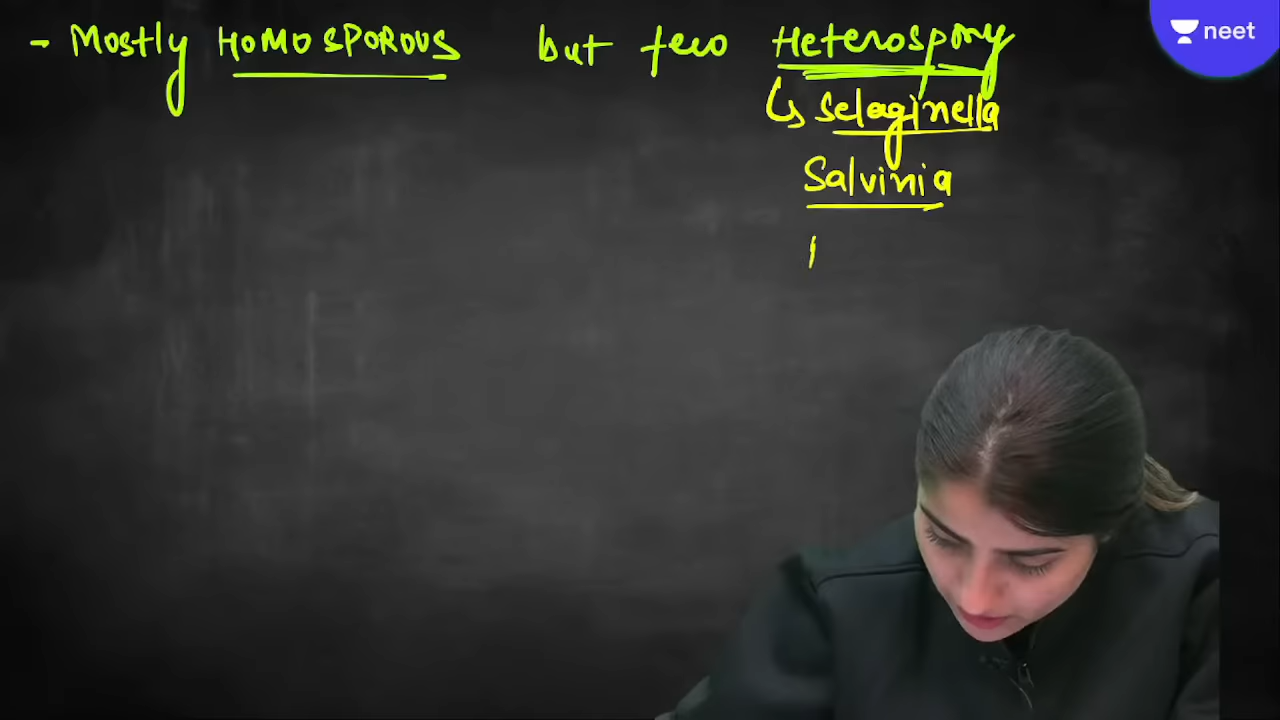 - Mostly HOMOSPOROUS but few Heterospory
↳ Selaginella
Salvinia
neet